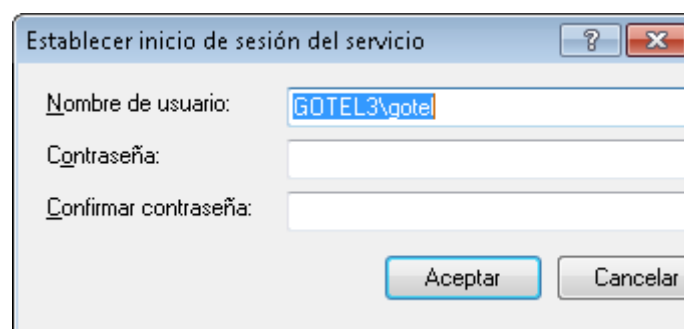 Establecer inicio de sesión del servicio
Nombre de usuario: GOTEL3\gotel
Contraseña:
Confirmar contraseña:
Aceptar Cancelar